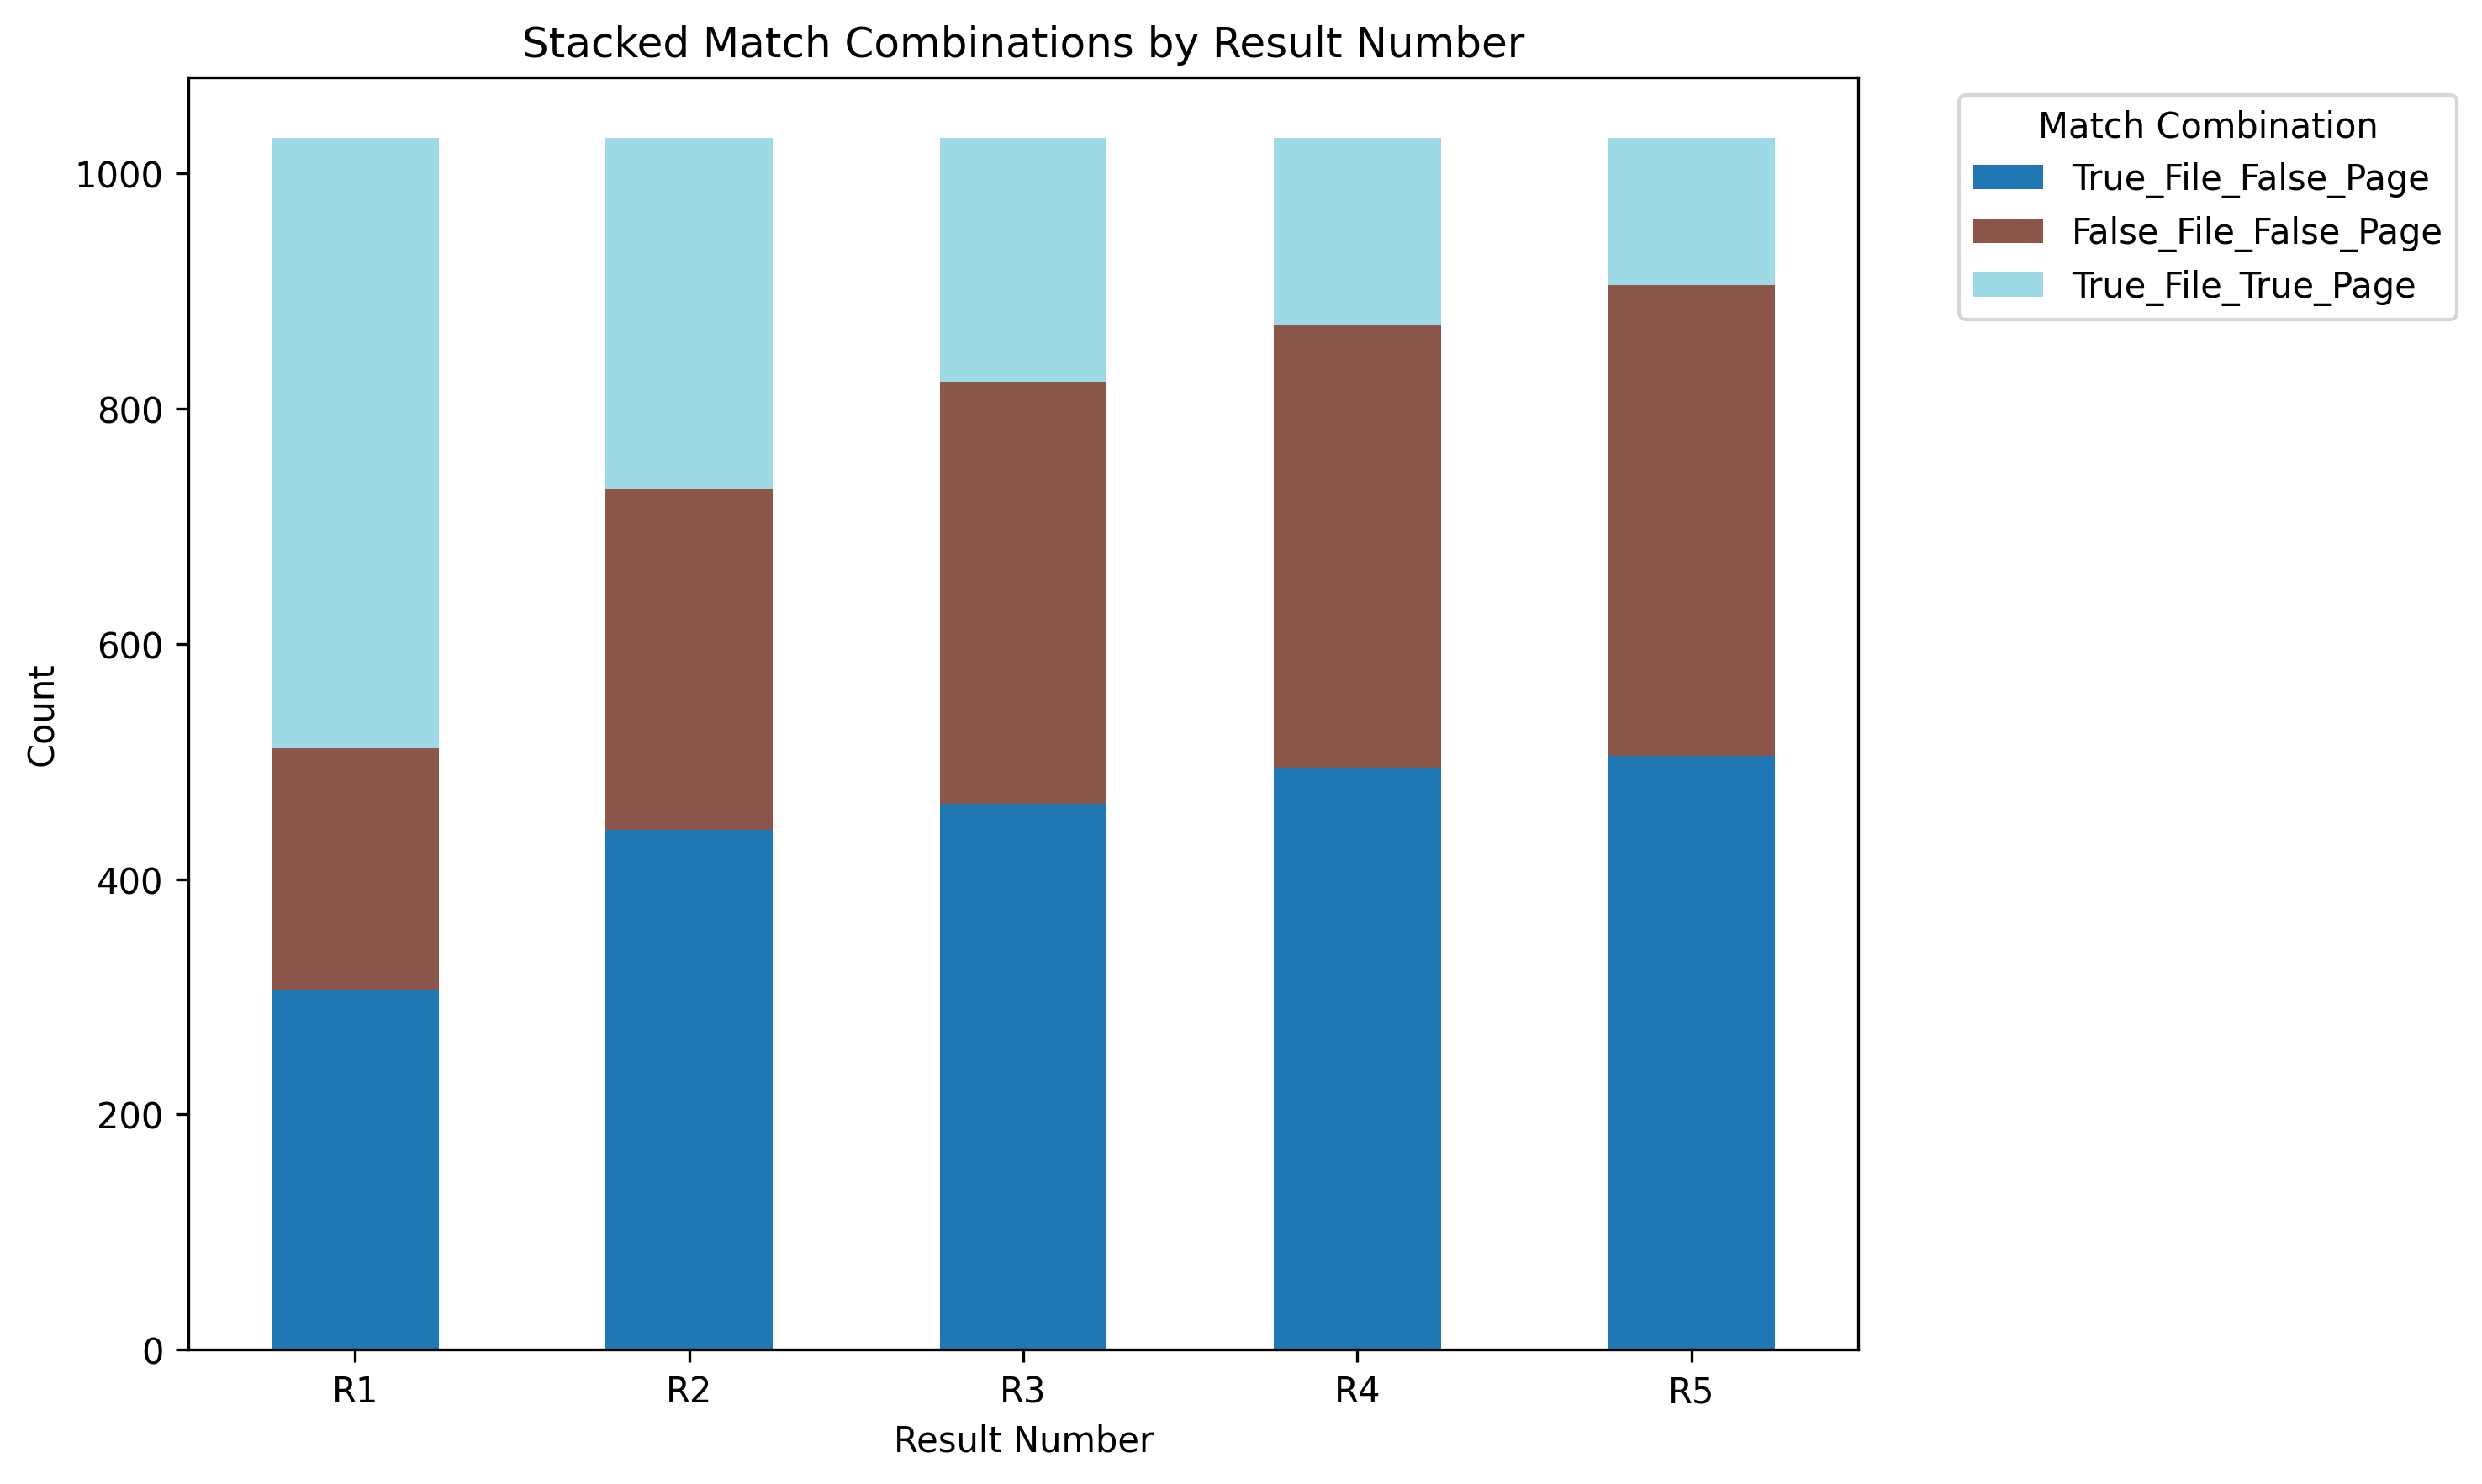 Stacked Match Combinations by Result Number
Match Combination
True_File_False_Page
False_File_False_Page
True_File_True_Page
Count
1000
800
600
400
200
0
R1 R2 R3 R4 R5
Result Number